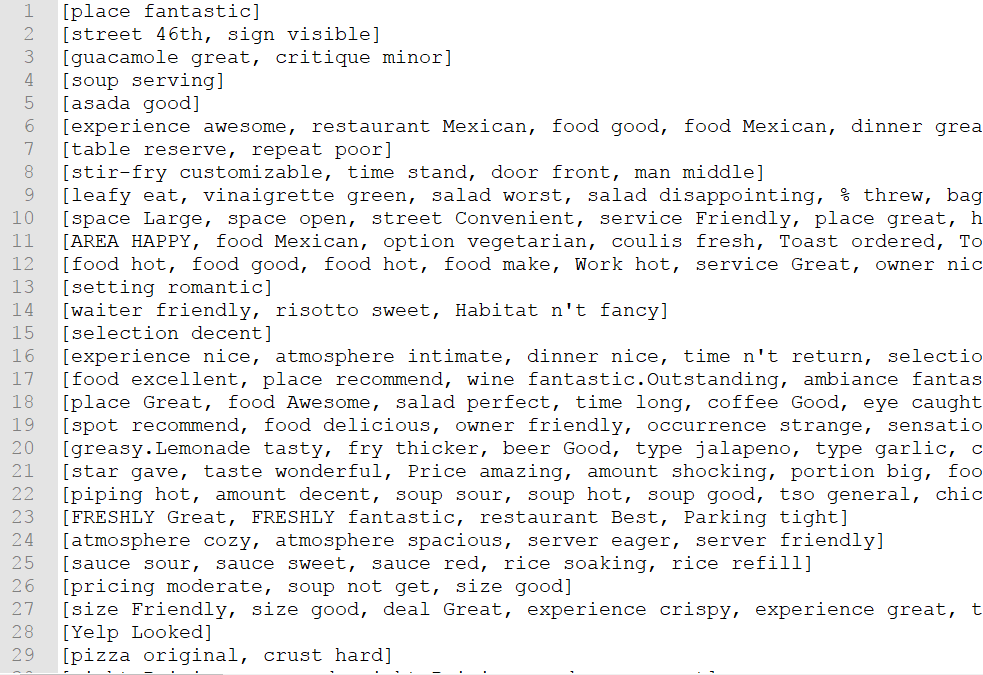 1 [place fantastic]
2 [street 46th, sign visible]
3 [guacamole great, critique minor]
4 [soup serving]
5 [asada good]
6 [experience awesome, restaurant Mexican, food good, food Mexican, dinner grea
7 [table reserve, repeat poor]
8 [stir-fry customizable, time stand, door front, man middle]
9 [leafy eat, vinaigrette green, salad worst, salad disappointing, % threw, bag
10 [space Large, space open, street Convenient, service Friendly, place great, h
11 [AREA HAPPY, food Mexican, option vegetarian, coulis fresh, Toast ordered, To
12 [food hot, food good, food hot, food make, Work hot, service Great, owner nic
13 [setting romantic]
14 [waiter friendly, risotto sweet, Habitat n't fancy]
15 [selection decent]
16 [experience nice, atmosphere intimate, dinner nice, time n't return, selectio
17 [food excellent, place recommend, wine fantastic.Outstanding, ambiance fantas
18 [place Great, food Awesome, salad perfect, time long, coffee Good, eye caught
19 [spot recommend, food delicious, owner friendly, occurrence strange, sensatio
20 [greasy.Lemonade tasty, fry thicker, beer Good, type jalapeno, type garlic, c
21 [star gave, taste wonderful, Price amazing, amount shocking, portion big, foo
22 [piping hot, amount decent, soup sour, soup hot, soup good, tso general, chic
23 [FRESHLY Great, FRESHLY fantastic, restaurant Best, Parking tight]
24 [atmosphere cozy, atmosphere spacious, server eager, server friendly]
25 [sauce sour, sauce sweet, sauce red, rice soaking, rice refill]
26 [pricing moderate, soup not get, size good]
27 [size Friendly, size good, deal Great, experience crispy, experience great, t
28 [Yelp Looked]
29 [pizza original, crust hard]